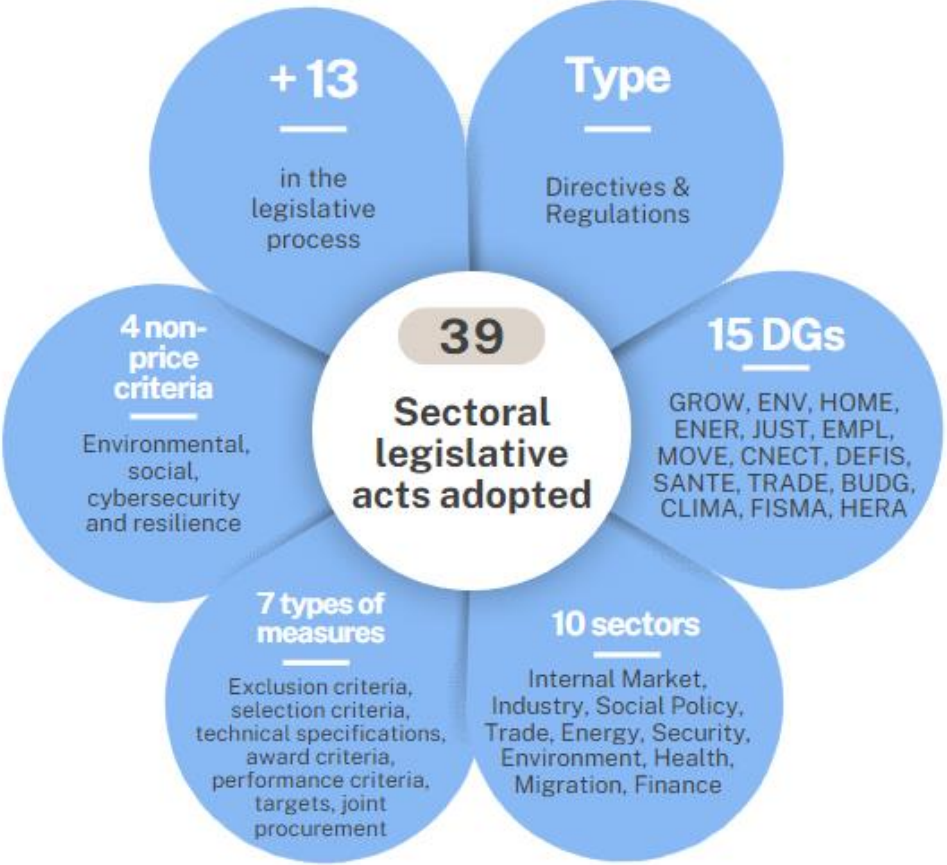 + 13
in the
legislative
process
Type
Directives &
Regulations
4 non-
price
criteria
Environmental,
social,
cybersecurity
and resilience
39
Sectoral
legislative
acts adopted
15 DGs
GROW, ENV, HOME,
ENER, JUST, EMPL,
MOVE, CNECT, DEFIS,
SANTE, TRADE, BUDG,
CLIMA, FISMA, HERA
7 types of
measures
Exclusion criteria,
selection criteria,
technical specifications,
award criteria,
performance criteria,
targets, joint
procurement
10 sectors
Internal Market,
Industry, Social Policy,
Trade, Energy, Security,
Environment, Health,
Migration, Finance